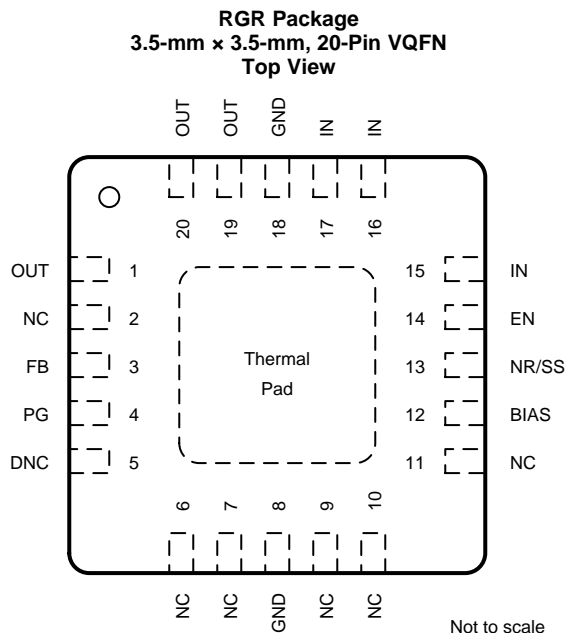 RGR Package
3.5-mm × 3.5-mm, 20-Pin VQFN
Top View
OUT OUT GND IN IN
20 19 18 17 16
OUT 1 15 IN
NC 2 14 EN
FB 3 13 NR/SS
PG 4 12 BIAS
DNC 5 11 NC
Thermal
Pad
6 7 8 9 10
NC NC GND NC NC
Not to scale